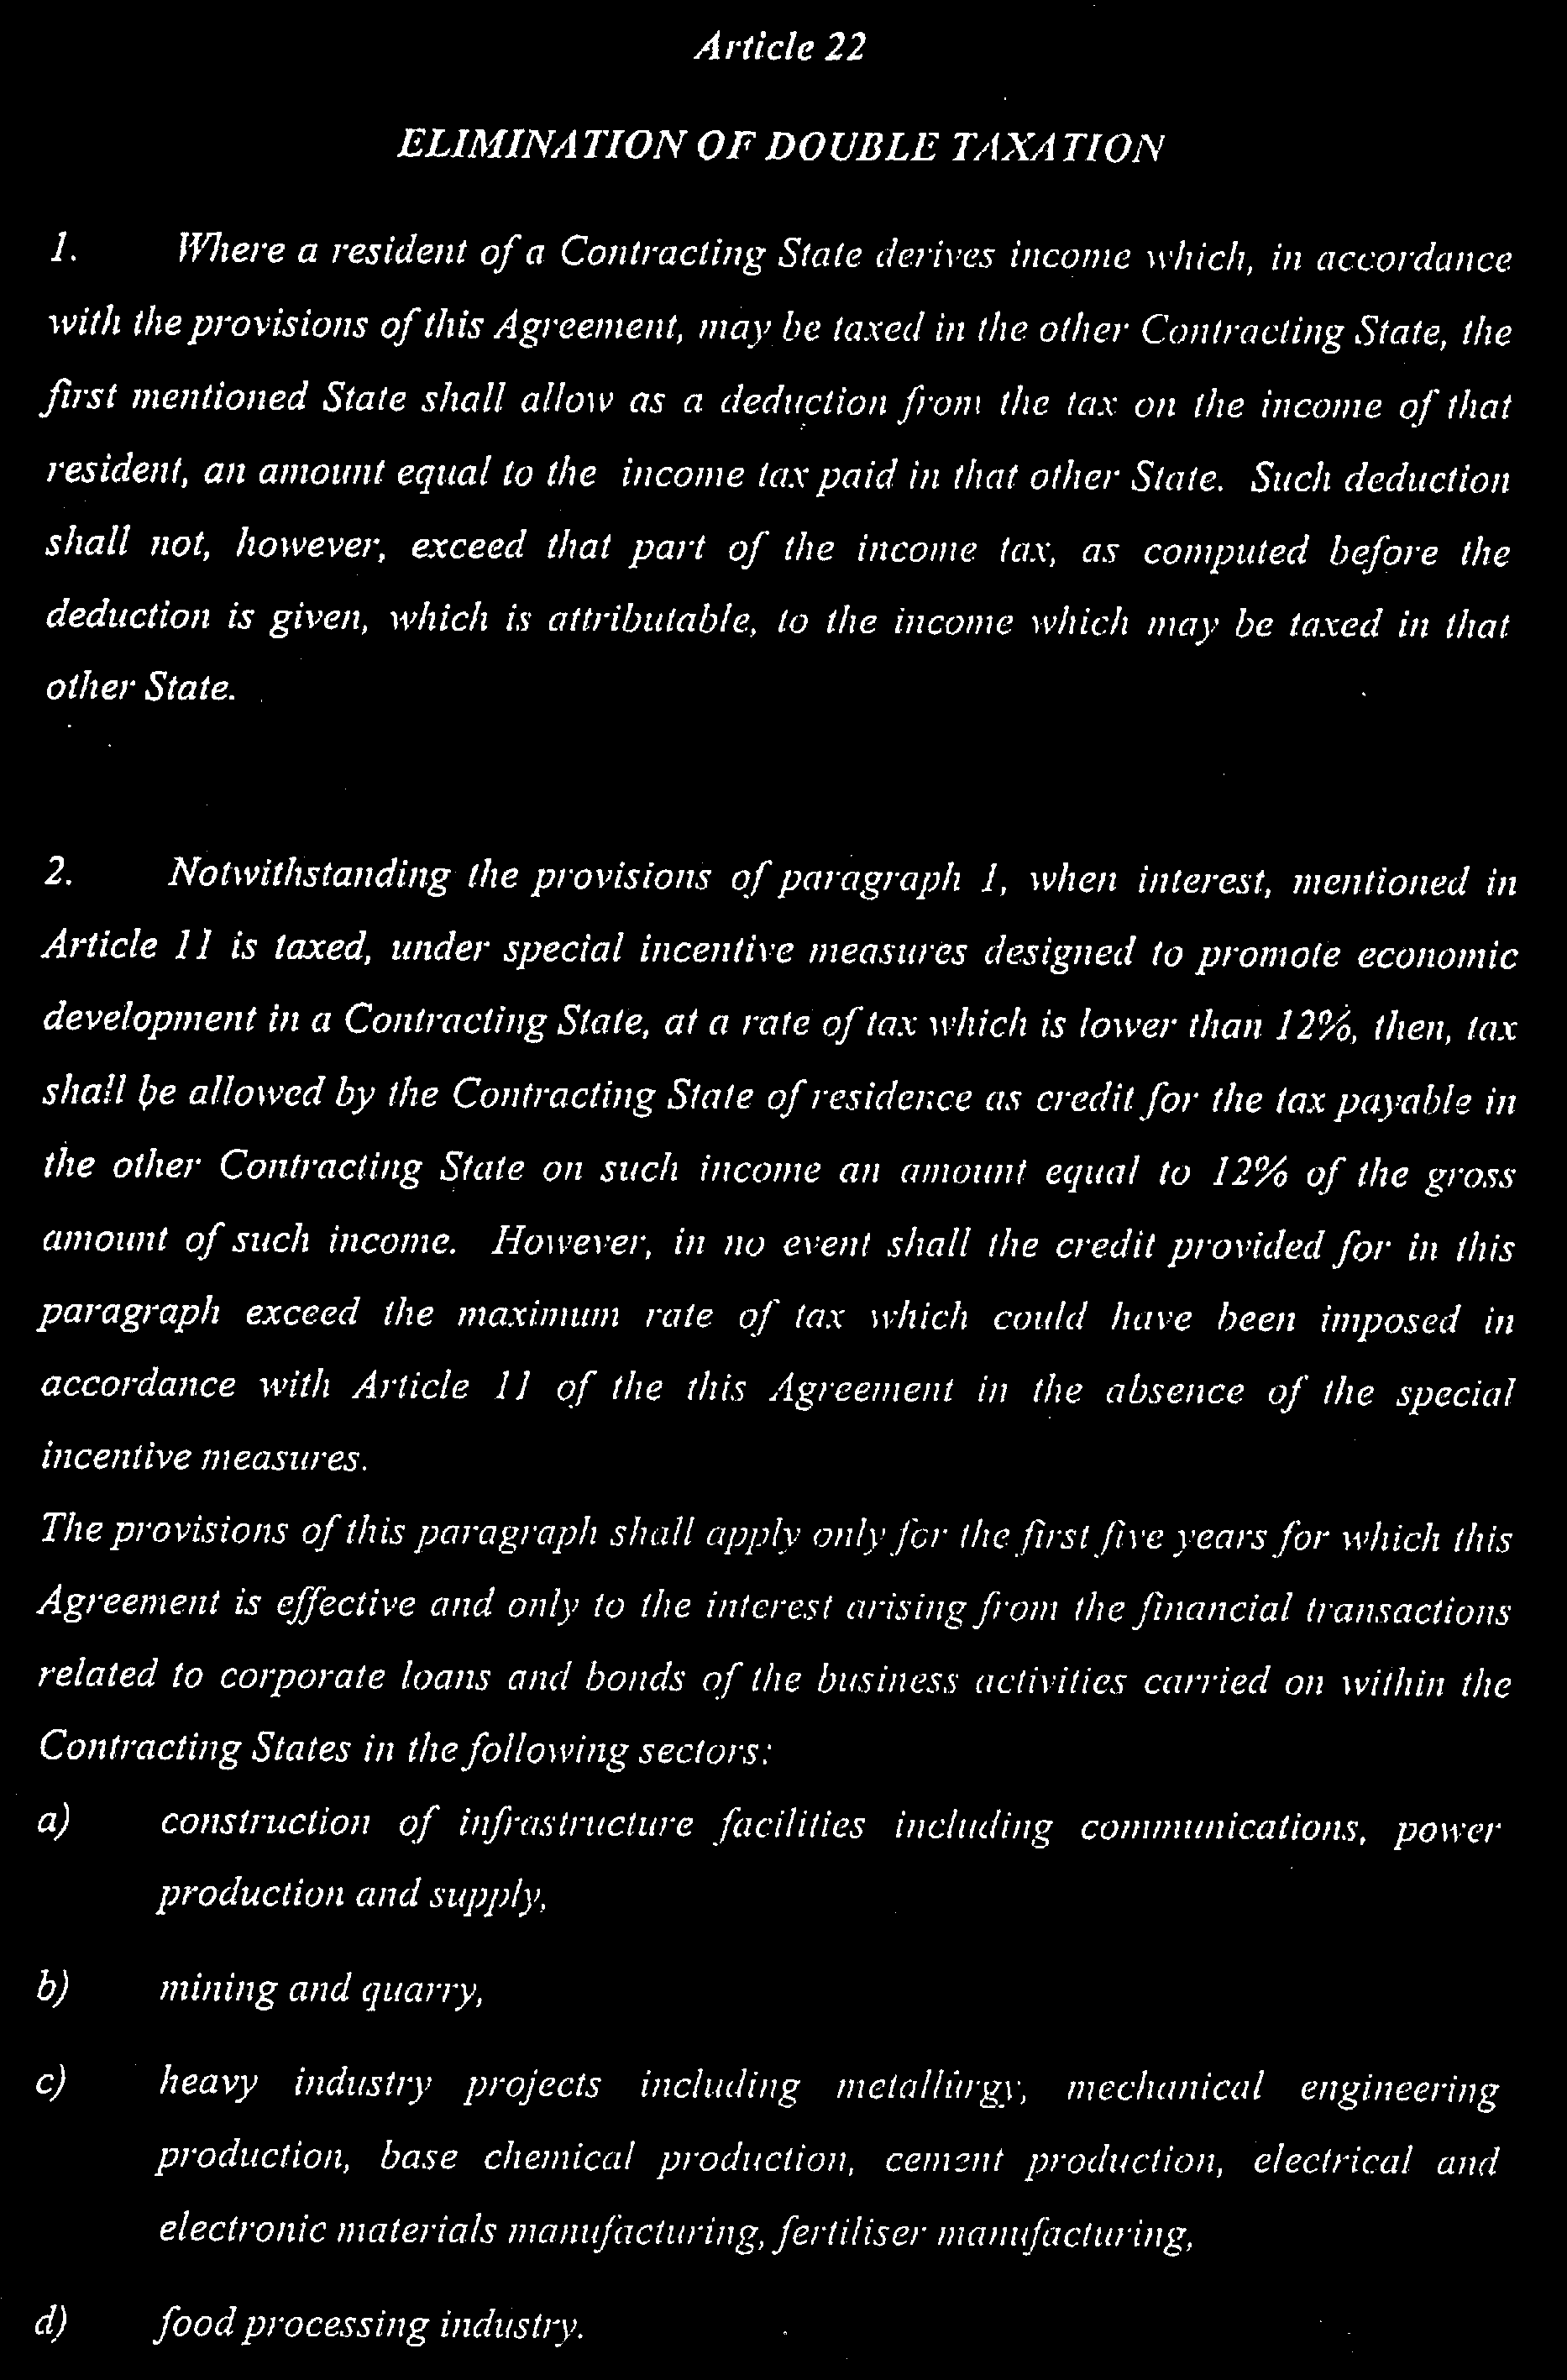 Article 22
ELIMINATION OF DOUBLE TAXATION
1. Where a resident of a Contracting State derives income which, in accordance
with the provisions of this Agreement, may be taxed in the other Contracting State, the
first mentioned State shall allow as a deduction from the tax on the income of that
resident, an amount equal to the income tax paid in that other State. Such deduction
shall not, however, exceed that part of the income tax, as computed before the
deduction is given, which is attributable, to the income which may be taxed in that
other State.
2. Notwithstanding the provisions of paragraph 1, when interest, mentioned in
Article 11 is taxed, under special incentive measures designed to promote economic
development in a Contracting State, at a rate of tax which is lower than 12%, then, tax
shall be allowed by the Contracting State of residence as credit for the tax payable in
the other Contracting State on such income an amount equal to 12% of the gross
amount of such income. However, in no event shall the credit provided for in this
paragraph exceed the maximum rate of tax which could have been imposed in
accordance with Article 11 of the this Agreement in the absence of the special
incentive measures.
The provisions of this paragraph shall apply only for the first five years for which this
Agreement is effective and only to the interest arising from the financial transactions
related to corporate loans and bonds of the business activities carried on within the
Contracting States in the following sectors:
a) construction of infrastructure facilities including communications, power
production and supply,
b) mining and quarry,
c) heavy industry projects including metallurgy, mechanical engineering
production, base chemical production, cement production, electrical and
electronic materials manufacturing, fertiliser manufacturing,
d) food processing industry.